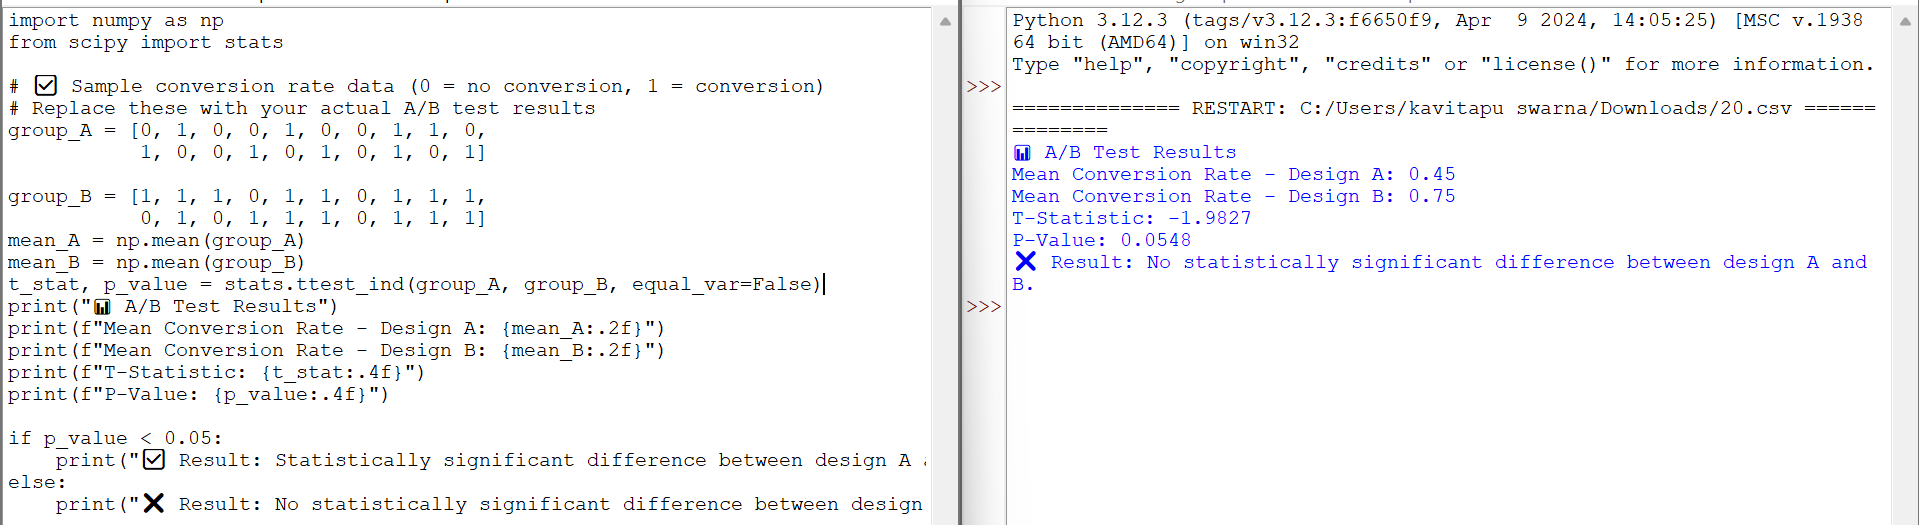 import numpy as np
from scipy import stats
# ☑ Sample conversion rate data (0 = no conversion, 1 = conversion)
# Replace these with your actual A/B test results
group_A = [0, 1, 0, 0, 1, 0, 0, 1, 1, 0,
1, 0, 0, 1, 0, 1, 0, 1, 0, 1]
group_B = [1, 1, 1, 0, 1, 1, 0, 1, 1, 1,
0, 1, 0, 1, 1, 1, 0, 1, 1, 1]
mean_A = np.mean(group_A)
mean_B = np.mean(group_B)
t_stat, p_value = stats.ttest_ind(group_A, group_B, equal_var=False)
print("📊 A/B Test Results")
print(f"Mean Conversion Rate - Design A: {mean_A:.2f}")
print(f"Mean Conversion Rate - Design B: {mean_B:.2f}")
print(f"T-Statistic: {t_stat:.4f}")
print(f"P-Value: {p_value:.4f}")
if p_value < 0.05:
print("☑ Result: Statistically significant difference between design A
else:
print("❌ Result: No statistically significant difference between design
Python 3.12.3 (tags/v3.12.3:f6650f9, Apr  9 2024, 14:05:25) [MSC v.1938
64 bit (AMD64)] on win32
Type "help", "copyright", "credits" or "license()" for more information.
>>>
============== RESTART: C:/Users/kavitapu swarna/Downloads/20.csv ======
========
📊 A/B Test Results
Mean Conversion Rate - Design A: 0.45
Mean Conversion Rate - Design B: 0.75
T-Statistic: -1.9827
P-Value: 0.0548
❌ Result: No statistically significant difference between design A and
B.
>>>